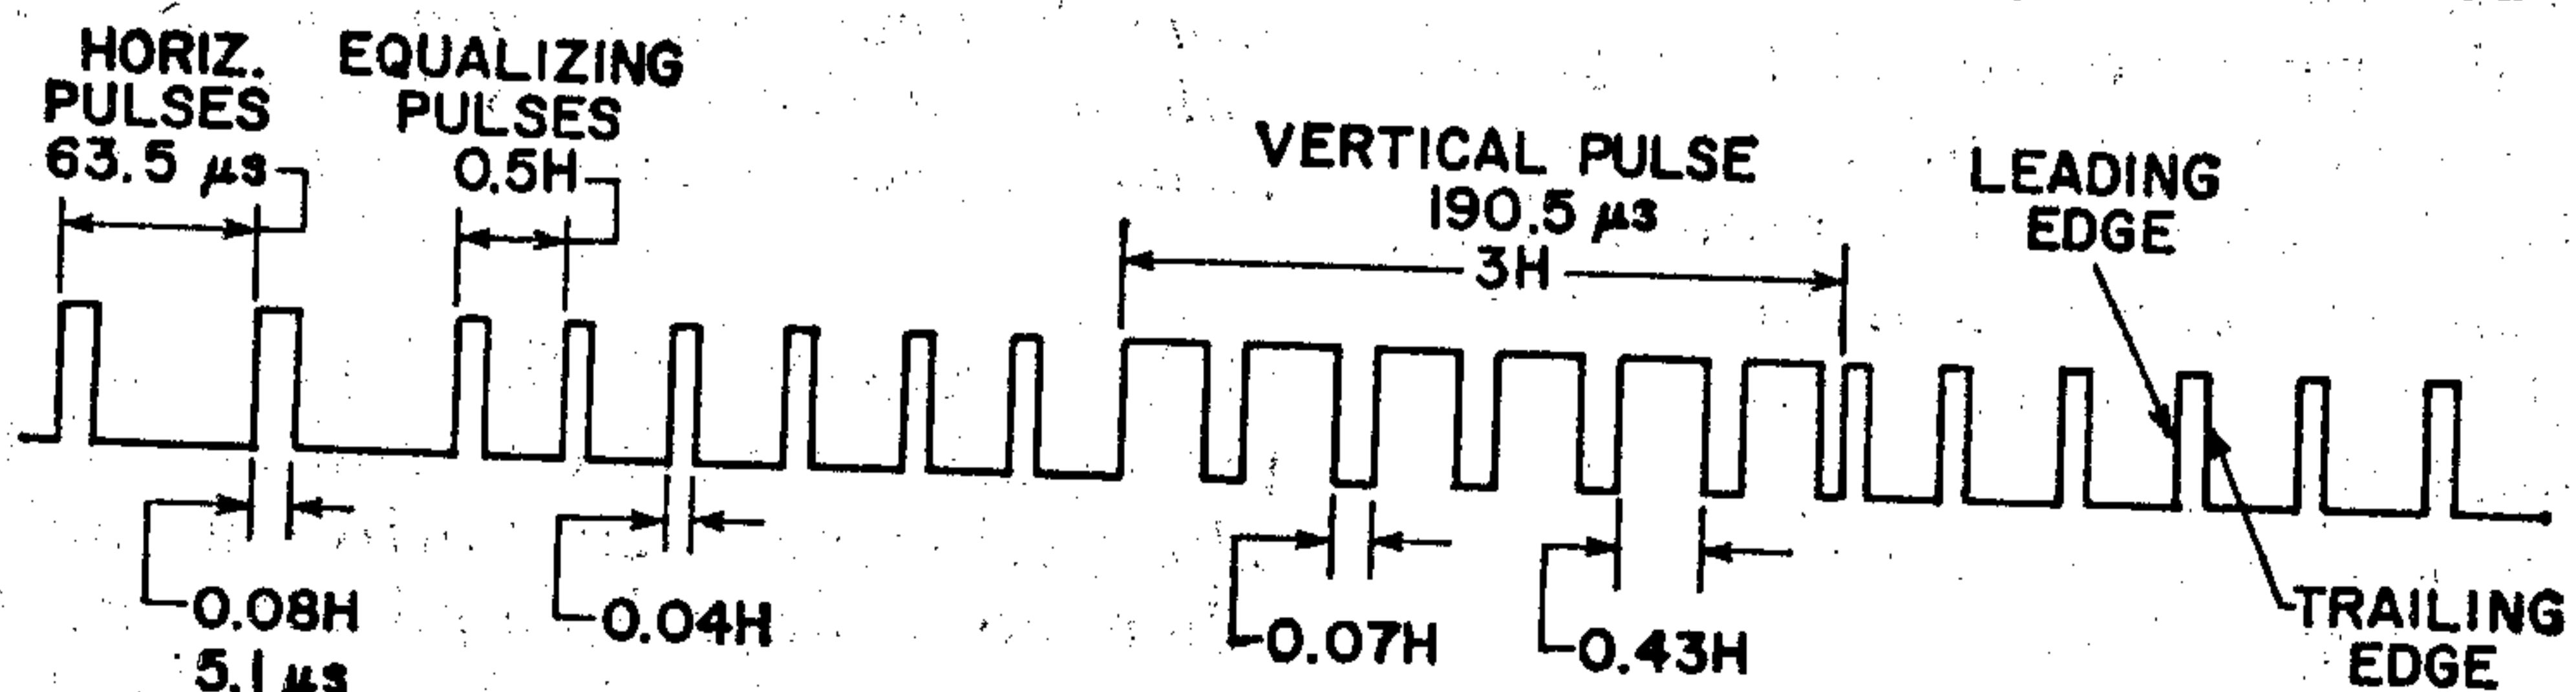 HORIZ.
PULSES
63.5 μs
EQUALIZING
PULSES
0.5H
VERTICAL PULSE
190.5 μs
3H
LEADING
EDGE
0.08H
5.1 μs
0.04H
0.07H
0.43H
TRAILING
EDGE